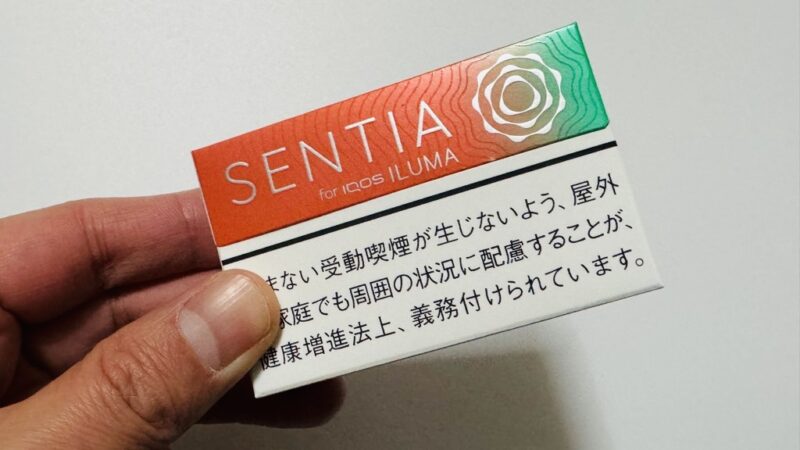 SENTIA
for IQOS ILUMA
まない受動喫煙が生じないよう、屋外
家庭でも周囲の状況に配慮することが、
健康増進法上、義務付けられています。